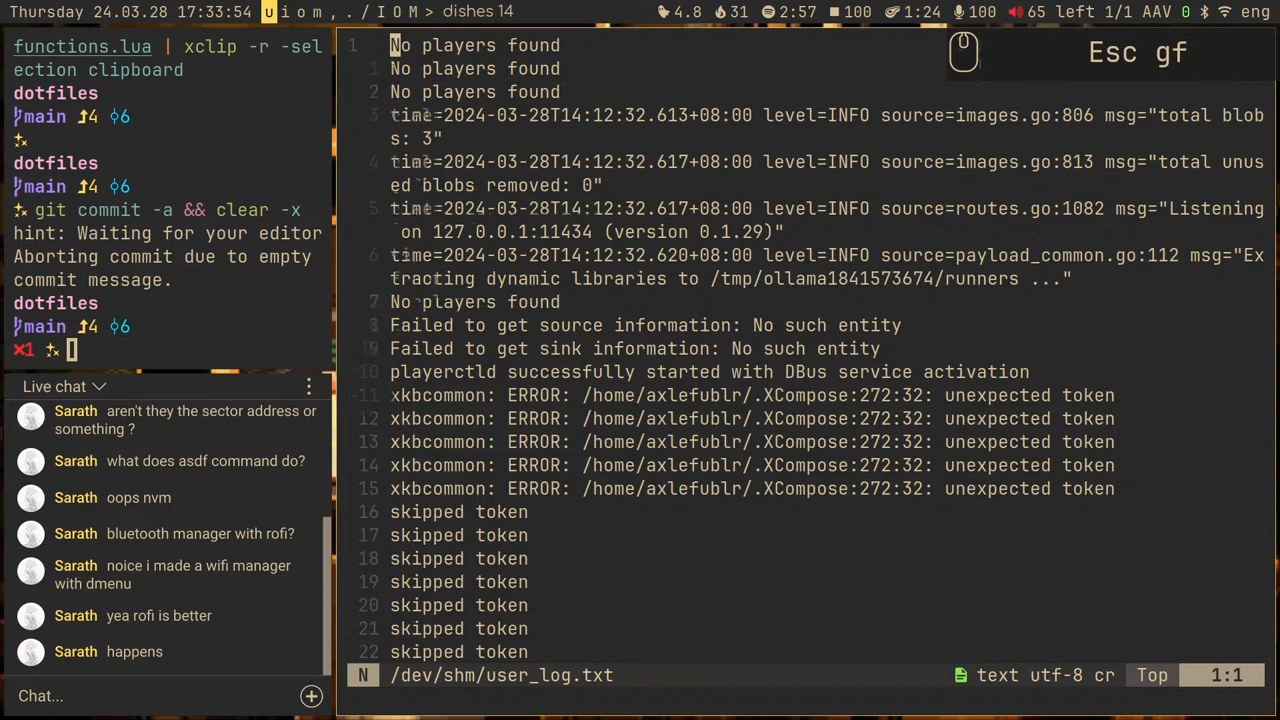 Thursday 24.03.28 17:33:54 u i o m , . / I O M > dishes 14 4.8 31 2:57 100 1:24 100 65 left 1/1 AAV 0 eng
functions.lua | xclip -r -sel
ection clipboard
dotfiles
main 4 6
dotfiles
main 4 6
git commit -a && clear -x
hint: Waiting for your editor
Aborting commit due to empty
commit message.
dotfiles
main 4 6
×1
Live chat
Sarath aren't they the sector address or
something ?
Sarath what does asdf command do?
Sarath oops nvm
Sarath bluetooth manager with rofi?
Sarath noice i made a wifi manager
with dmenu
Sarath yea rofi is better
Sarath happens
Chat...
Esc gf
1 No players found
1 No players found
2 No players found
3 time=2024-03-28T14:12:32.613+08:00 level=INFO source=images.go:806 msg="total blob
s: 3"
4 time=2024-03-28T14:12:32.617+08:00 level=INFO source=images.go:813 msg="total unus
ed blobs removed: 0"
5 time=2024-03-28T14:12:32.617+08:00 level=INFO source=routes.go:1082 msg="Listening
on 127.0.0.1:11434 (version 0.1.29)"
6 time=2024-03-28T14:12:32.620+08:00 level=INFO source=payload_common.go:112 msg="Ex
tracting dynamic libraries to /tmp/ollama1841573674/runners ..."
7 No players found
8 Failed to get source information: No such entity
9 Failed to get sink information: No such entity
10 playerctld successfully started with DBus service activation
11 xkbcommon: ERROR: /home/axlefublr/.XCompose:272:32: unexpected token
12 xkbcommon: ERROR: /home/axlefublr/.XCompose:272:32: unexpected token
13 xkbcommon: ERROR: /home/axlefublr/.XCompose:272:32: unexpected token
14 xkbcommon: ERROR: /home/axlefublr/.XCompose:272:32: unexpected token
15 xkbcommon: ERROR: /home/axlefublr/.XCompose:272:32: unexpected token
16 skipped token
17 skipped token
18 skipped token
19 skipped token
20 skipped token
21 skipped token
22 skipped token
N /dev/shm/user_log.txt text utf-8 cr Top 1:1